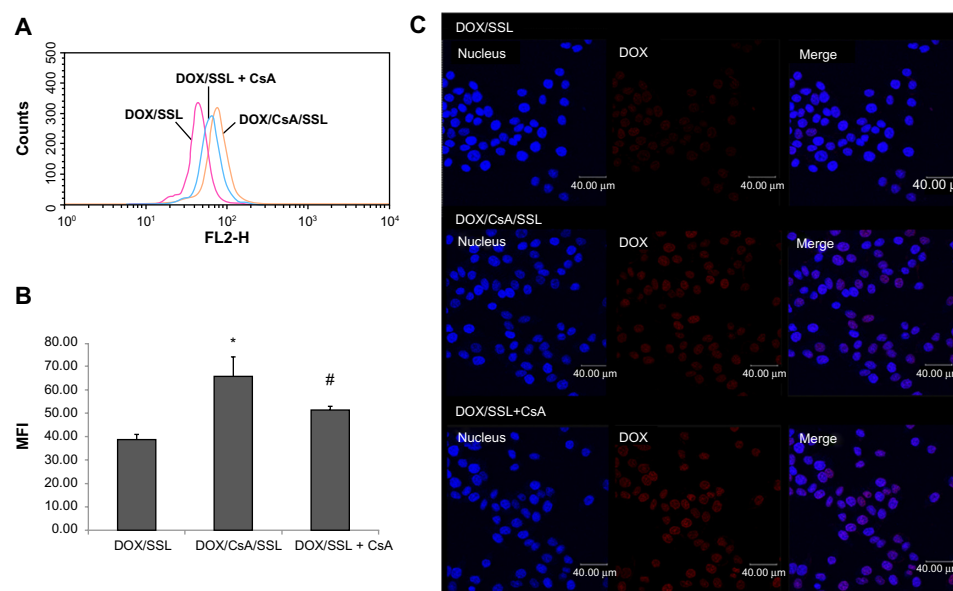 A
500
400
300
200
100
0
Counts
DOX/SSL + CsA
DOX/SSL
DOX/CsA/SSL
10⁰
10¹
10²
10³
10⁴
FL2-H
B
80.00
70.00
60.00
50.00
40.00
30.00
20.00
10.00
0.00
MFI
*
#
DOX/SSL
DOX/CsA/SSL
DOX/SSL + CsA
C
DOX/SSL
Nucleus
DOX
Merge
40.00 µm
40.00 µm
40.00 µm
DOX/CsA/SSL
Nucleus
DOX
Merge
40.00 µm
40.00 µm
40.00 µm
DOX/SSL+CsA
Nucleus
DOX
Merge
40.00 µm
40.00 µm
40.00 µm